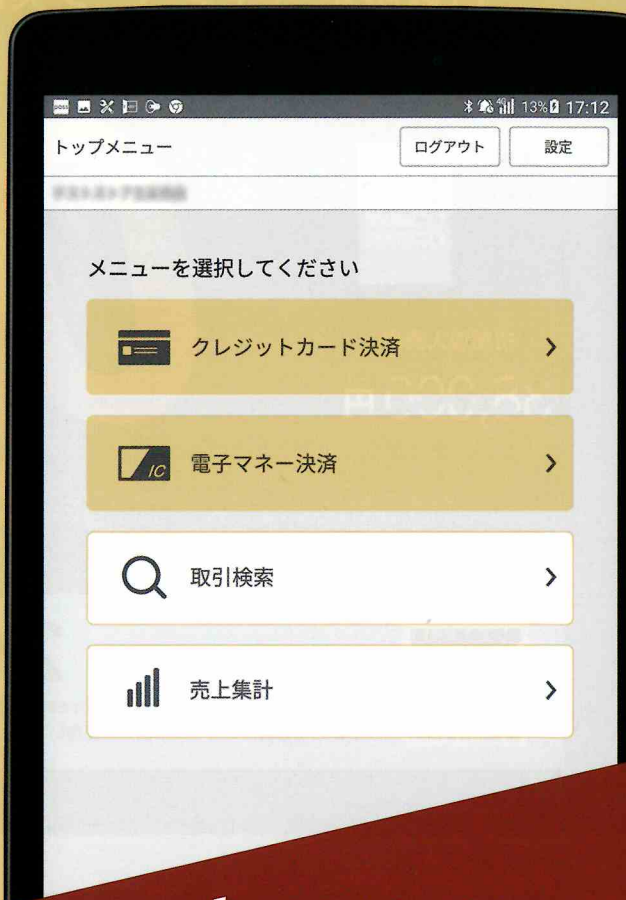 13% 17:12
トップメニュー
ログアウト
設定
メニューを選択してください
クレジットカード決済
IC
電子マネー決済
取引検索
売上集計